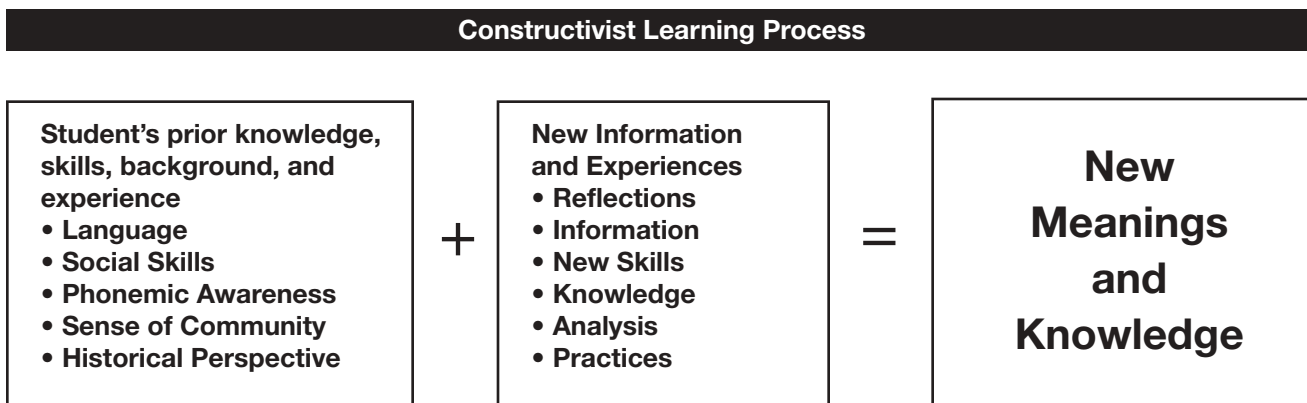 Constructivist Learning Process
Student’s prior knowledge,
skills, background, and
experience
• Language
• Social Skills
• Phonemic Awareness
• Sense of Community
• Historical Perspective
+
New Information
and Experiences
• Reflections
• Information
• New Skills
• Knowledge
• Analysis
• Practices
=
New
Meanings
and
Knowledge